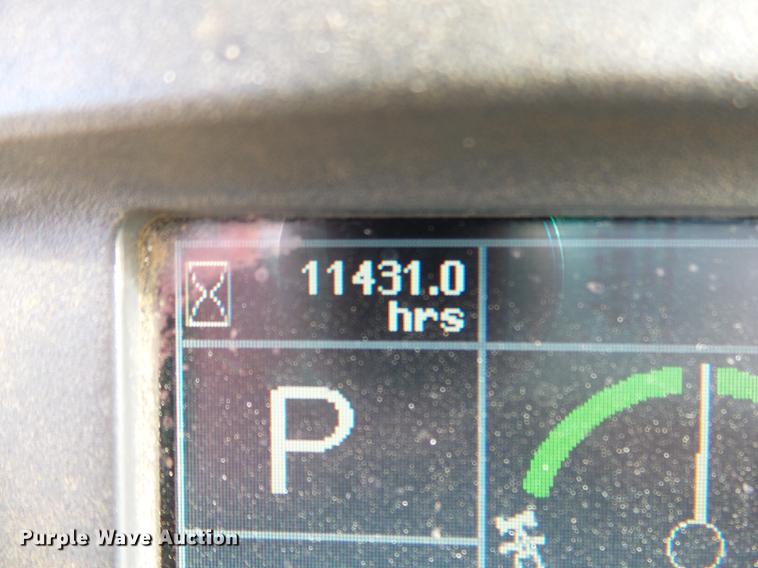 11431.0
hrs
P
Purple Wave Auction